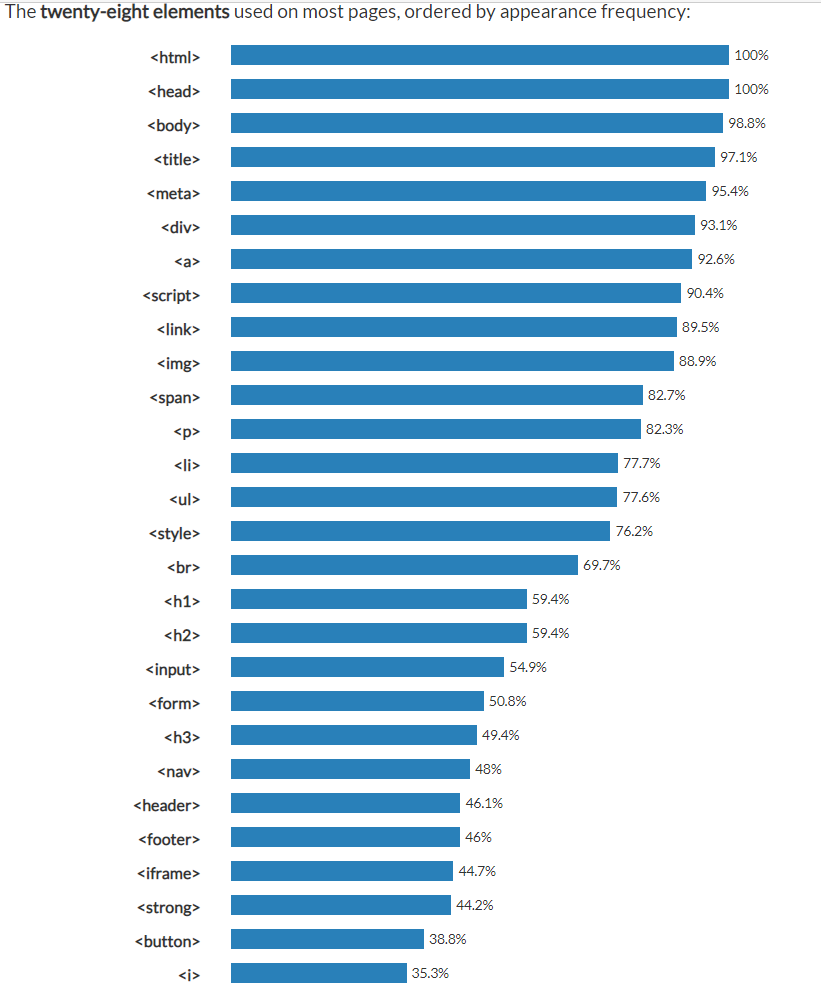 The twenty-eight elements used on most pages, ordered by appearance frequency:
<html> 100%
<head> 100%
<body> 98.8%
<title> 97.1%
<meta> 95.4%
<div> 93.1%
<a> 92.6%
<script> 90.4%
<link> 89.5%
<img> 88.9%
<span> 82.7%
<p> 82.3%
<li> 77.7%
<ul> 77.6%
<style> 76.2%
<br> 69.7%
<h1> 59.4%
<h2> 59.4%
<input> 54.9%
<form> 50.8%
<h3> 49.4%
<nav> 48%
<header> 46.1%
<footer> 46%
<iframe> 44.7%
<strong> 44.2%
<button> 38.8%
<i> 35.3%